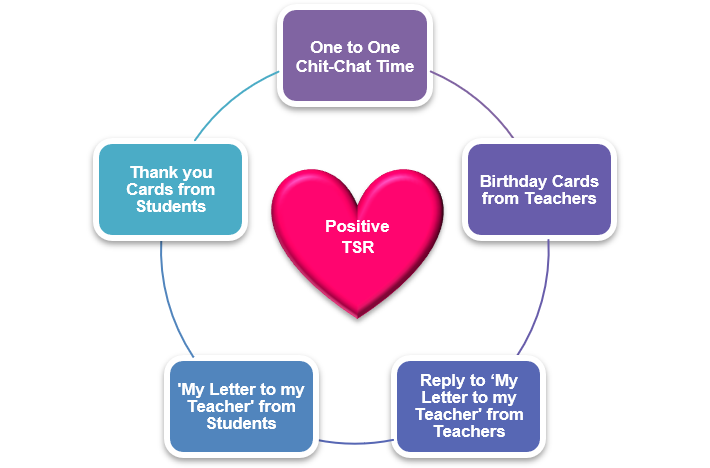 One to One
Chit-Chat Time
Thank you
Cards from
Students
Birthday Cards
from Teachers
Positive
TSR
'My Letter to my
Teacher' from
Students
Reply to ‘My
Letter to my
Teacher' from
Teachers